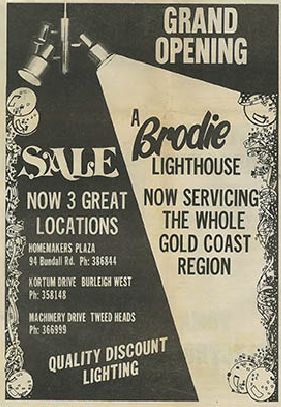 GRAND
OPENING
A
Brodie
LIGHTHOUSE
SALE
NOW 3 GREAT
LOCATIONS
HOMEMAKERS PLAZA
94 Bundall Rd. Ph: 386844
KORTUM DRIVE BURLEIGH WEST
Ph: 358148
MACHINERY DRIVE TWEED HEADS
Ph: 366999
QUALITY DISCOUNT
LIGHTING
NOW SERVICING
THE WHOLE
GOLD COAST
REGION